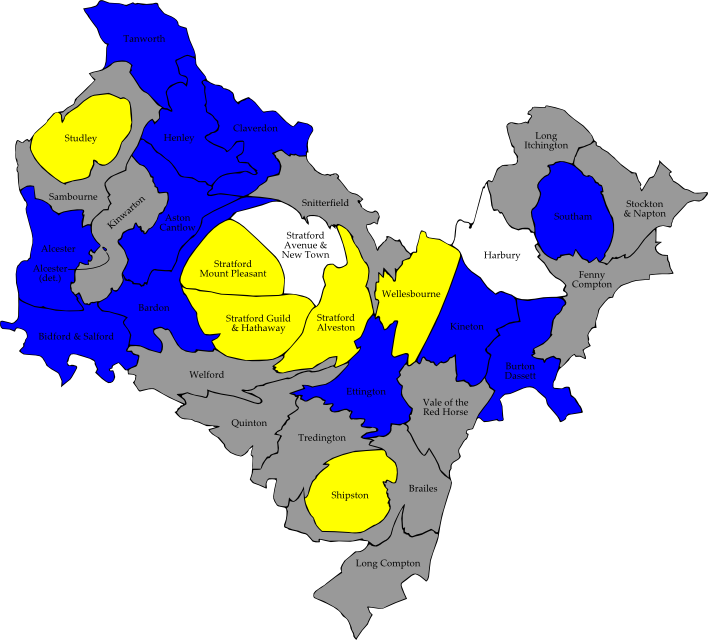 Tanworth
Henley
Claverdon
Studley
Long
Itchington
Sambourne
Kinwarton
Snitterfield
Stockton
& Napton
Aston
Cantlow
Southam
Stratford
Avenue &
New Town
Alcester
Harbury
Stratford
Mount Pleasant
Alcester
(det.)
Fenny
Compton
Wellesbourne
Bardon
Stratford Guild
& Hathaway
Stratford
Alveston
Kineton
Bidford & Salford
Burton
Dassett
Welford
Ettington
Vale of the
Red Horse
Quinton
Tredington
Brailes
Shipston
Long Compton